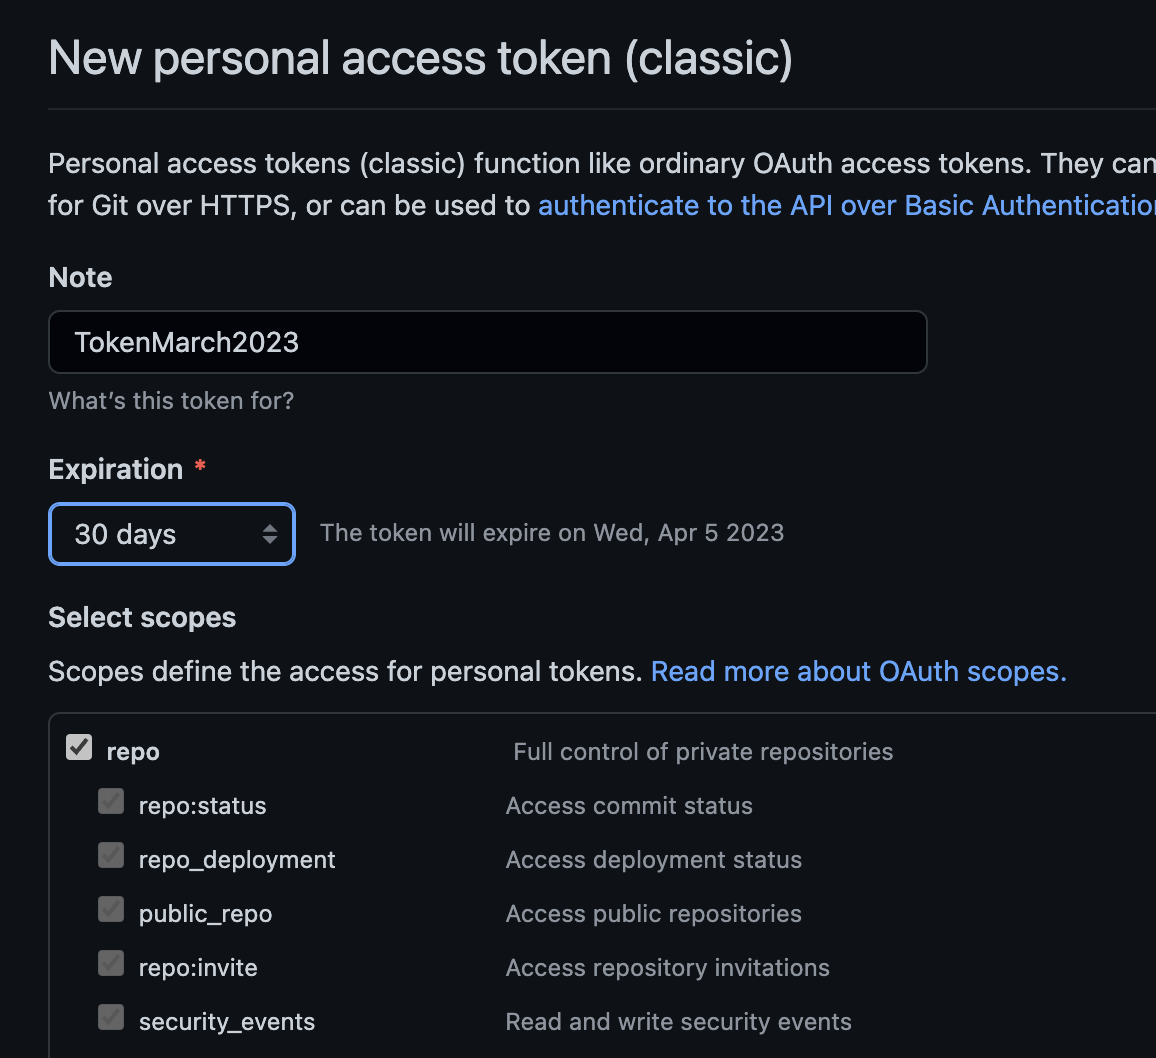 New personal access token (classic)
Personal access tokens (classic) function like ordinary OAuth access tokens. They can
for Git over HTTPS, or can be used to authenticate to the API over Basic Authentication
Note
TokenMarch2023
What's this token for?
Expiration *
30 days The token will expire on Wed, Apr 5 2023
Select scopes
Scopes define the access for personal tokens. Read more about OAuth scopes.
repo Full control of private repositories
repo:status Access commit status
repo_deployment Access deployment status
public_repo Access public repositories
repo:invite Access repository invitations
security_events Read and write security events